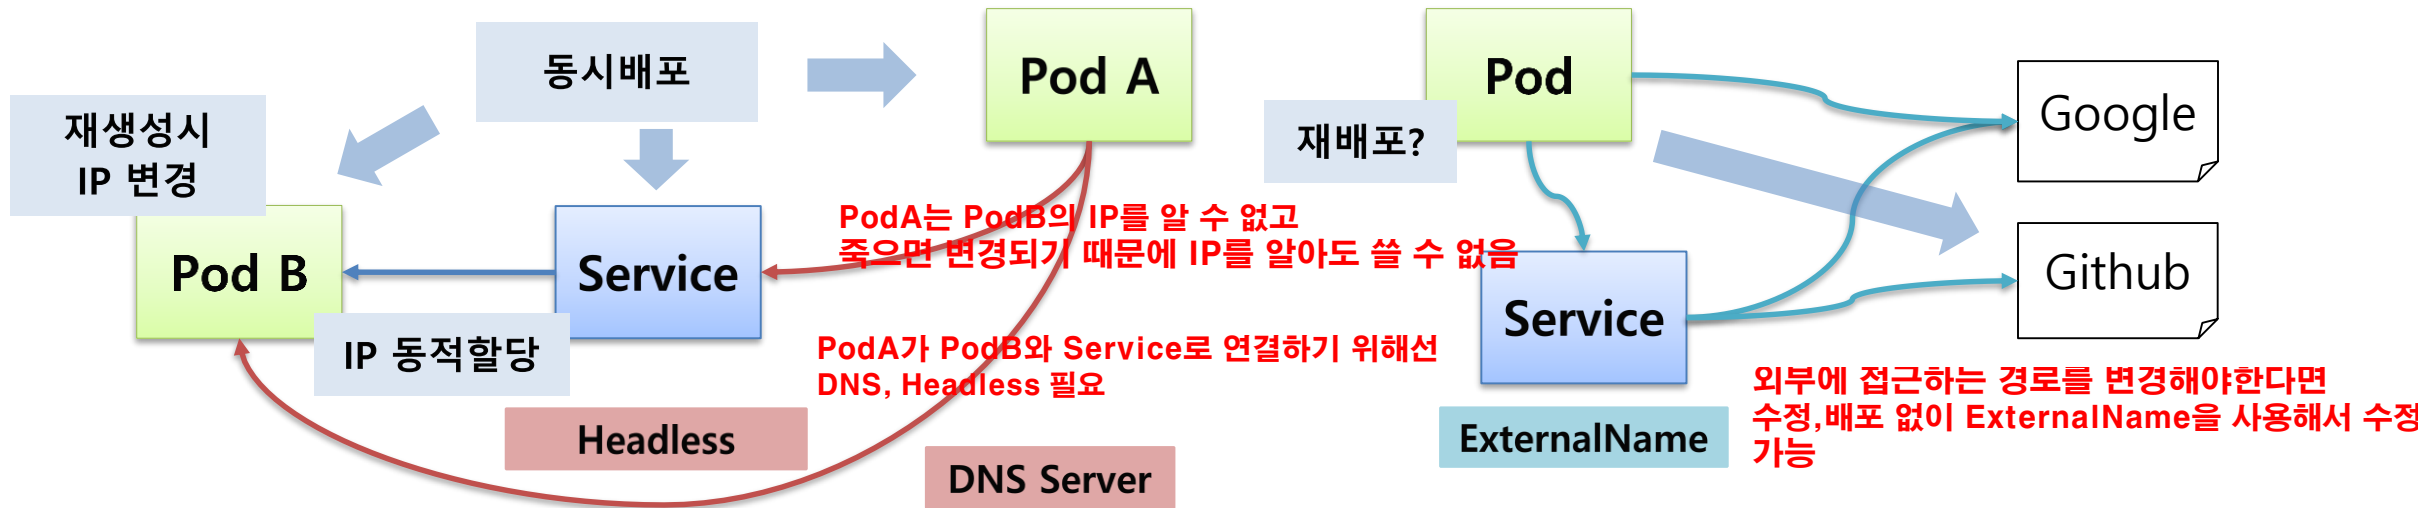 동시배포
Pod A
재생성시
IP 변경
Pod B
Service
IP 동적할당
PodA는 PodB의 IP를 알 수 없고
죽으면 변경되기 때문에 IP를 알아도 쓸 수 없음
PodA가 PodB와 Service로 연결하기 위해선
DNS, Headless 필요
Headless
DNS Server
Pod
재배포?
Google
Github
Service
ExternalName
외부에 접근하는 경로를 변경해야한다면
수정,배포 없이 ExternalName을 사용해서 수정
가능